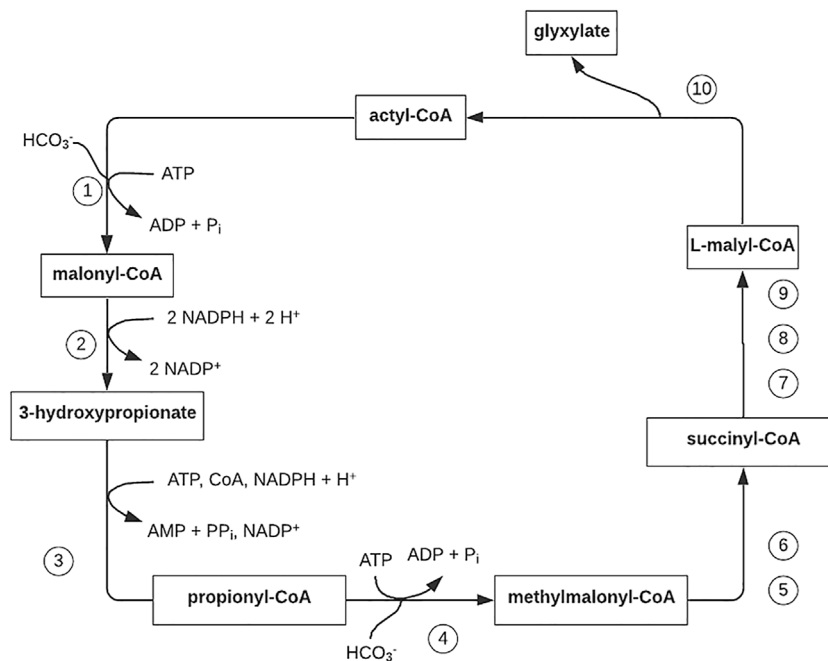 glyxylate
10
actyl-CoA
HCO₃⁻
ATP
1
ADP + Pᵢ
L-malyl-CoA
malonyl-CoA
9
2 NADPH + 2 H⁺
8
2
2 NADP⁺
7
3-hydroxypropionate
succinyl-CoA
ATP, CoA, NADPH + H⁺
AMP + PPᵢ, NADP⁺
6
ATP
ADP + Pᵢ
3
5
propionyl-CoA
methylmalonyl-CoA
4
HCO₃⁻